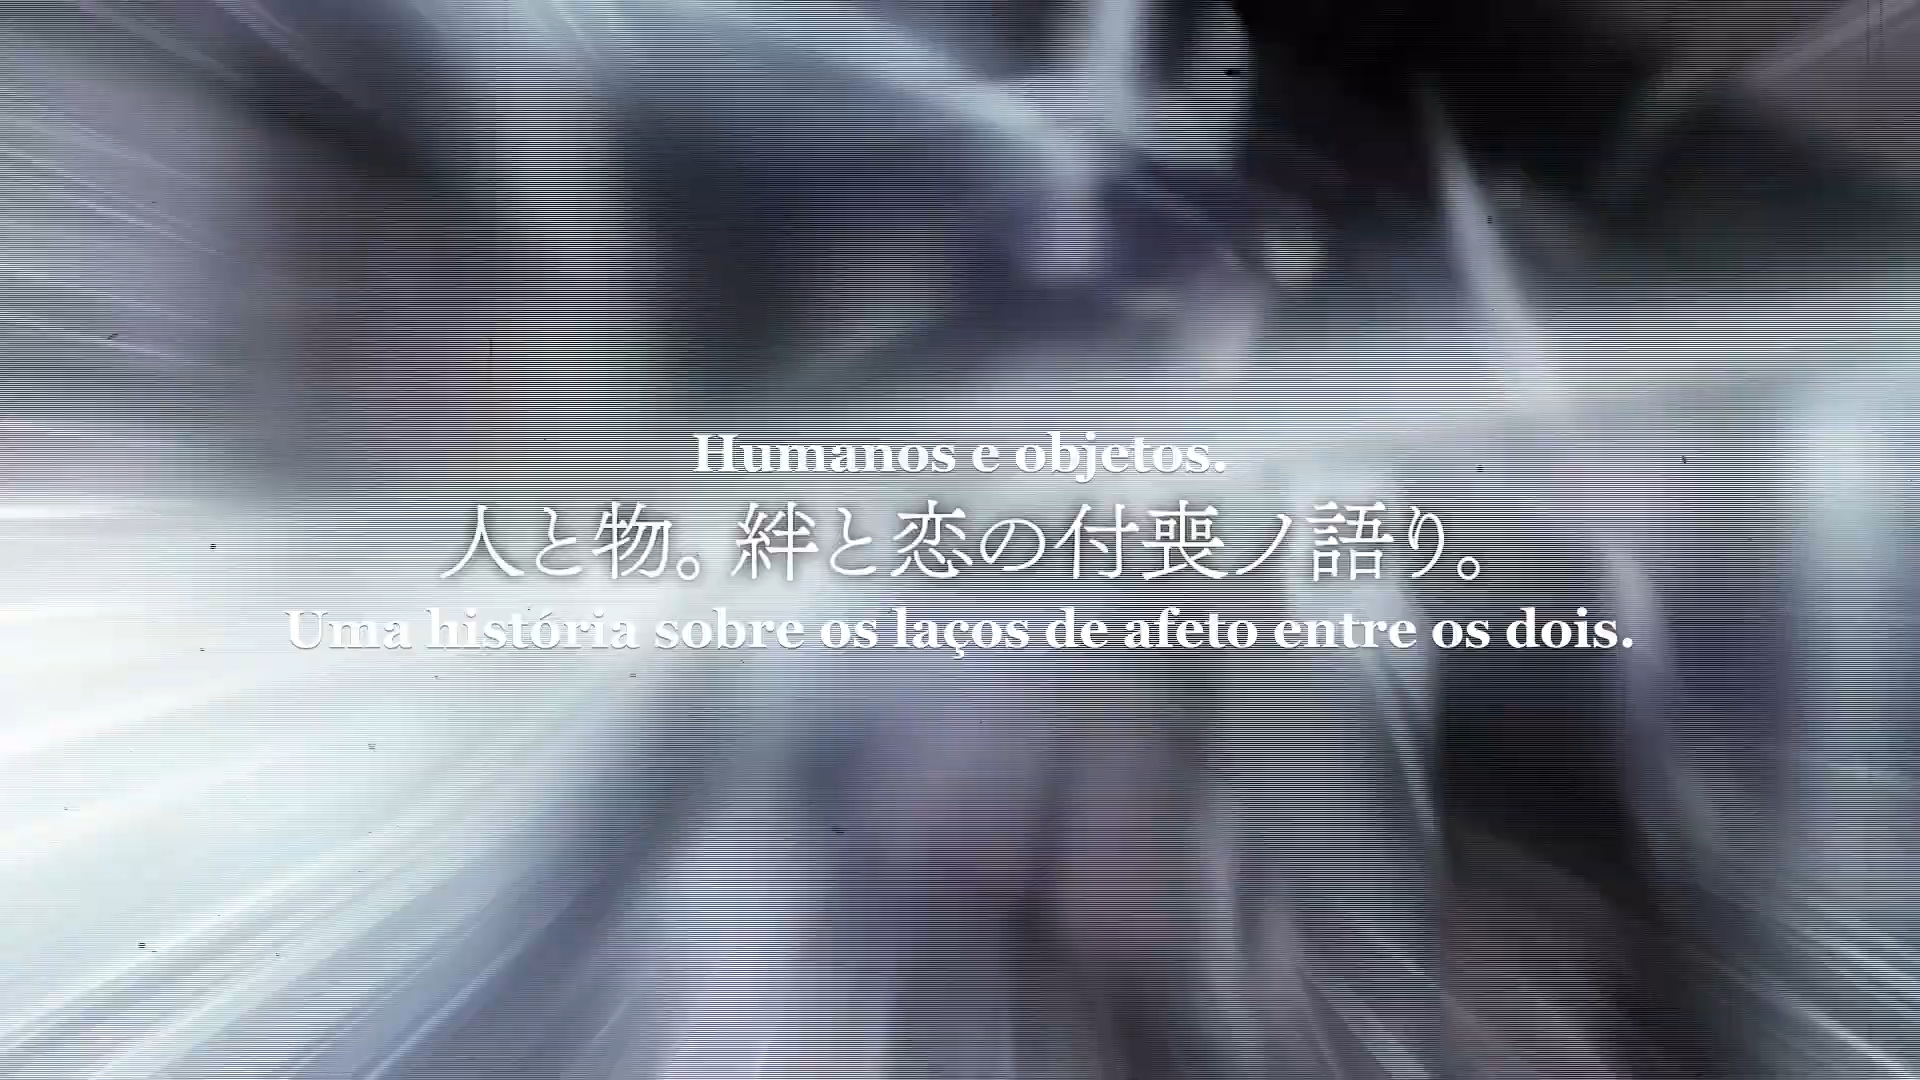 Humanos e objetos.
人と物。絆と恋の付喪ノ語り。
Uma história sobre os laços de afeto entre os dois.